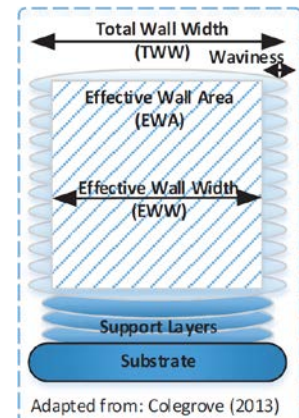 Total Wall Width
(TWW)
Waviness
Effective Wall Area
(EWA)
Effective Wall Width
(EWW)
Support Layers
Substrate
Adapted from: Colegrove (2013)